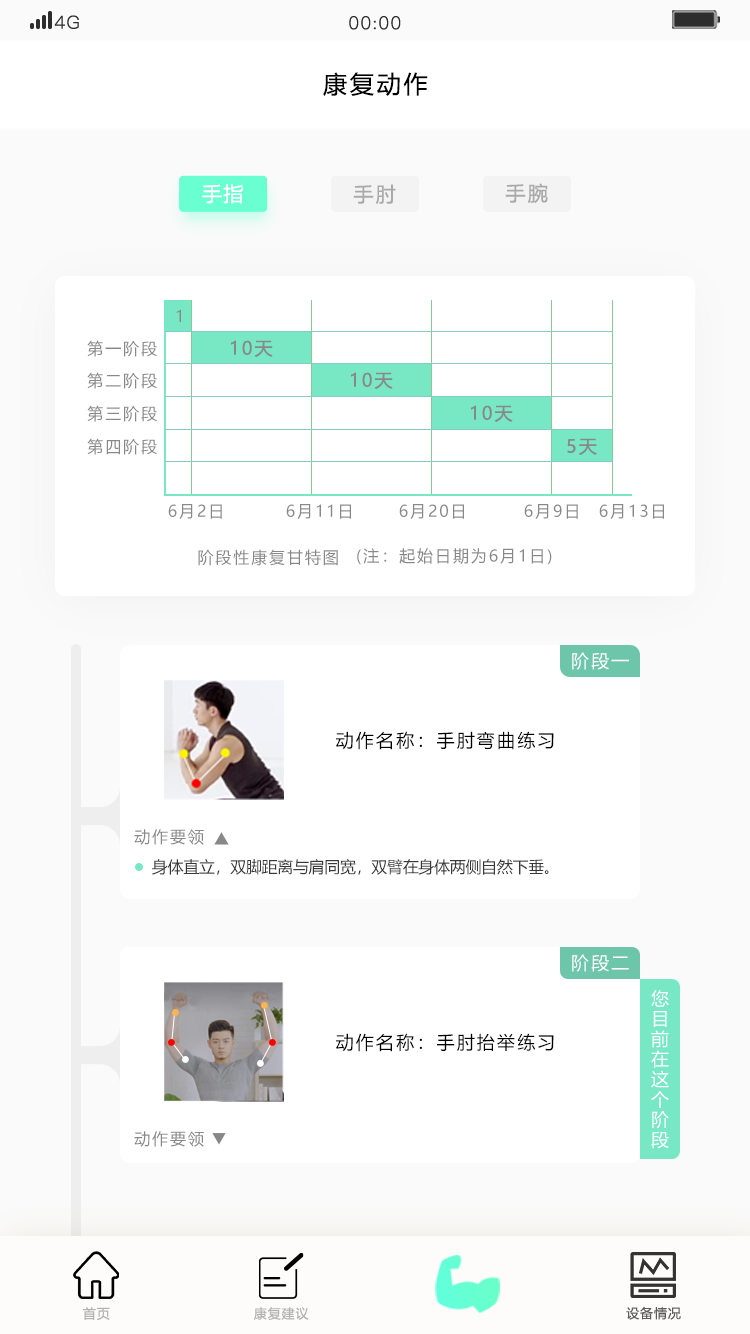 4G
00:00
康复动作
手指
手肘
手腕
1
第一阶段
10天
第二阶段
10天
第三阶段
10天
第四阶段
5天
6月2日
6月11日
6月20日
6月9日
6月13日
阶段性康复甘特图 （注：起始日期为6月1日）
阶段一
动作名称：手肘弯曲练习
动作要领 ▲
身体直立，双脚距离与肩同宽，双臂在身体两侧自然下垂。
阶段二
您目前在这个阶段
动作名称：手肘抬举练习
动作要领 ▼
首页
康复建议
设备情况